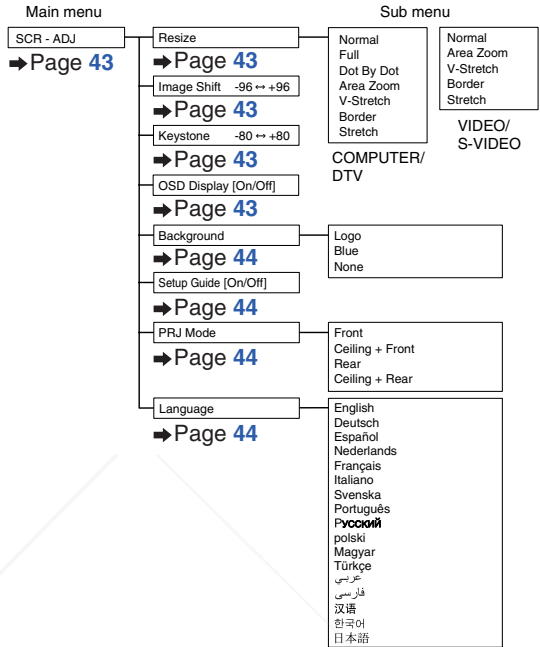 Main menu
Sub menu
SCR - ADJ
➡Page 43
Resize
➡Page 43
Image Shift -96 ↔ +96
➡Page 43
Keystone -80 ↔ +80
➡Page 43
OSD Display [On/Off]
➡Page 43
Background
➡Page 44
Setup Guide [On/Off]
➡Page 44
PRJ Mode
➡Page 44
Language
➡Page 44
Normal
Full
Dot By Dot
Area Zoom
V-Stretch
Border
Stretch
COMPUTER/
DTV
Normal
Area Zoom
V-Stretch
Border
Stretch
VIDEO/
S-VIDEO
Logo
Blue
None
Front
Ceiling + Front
Rear
Ceiling + Rear
English
Deutsch
Español
Nederlands
Français
Italiano
Svenska
Português
Русский
polski
Magyar
Türkçe
عربي
فارسی
汉语
한국어
日本語